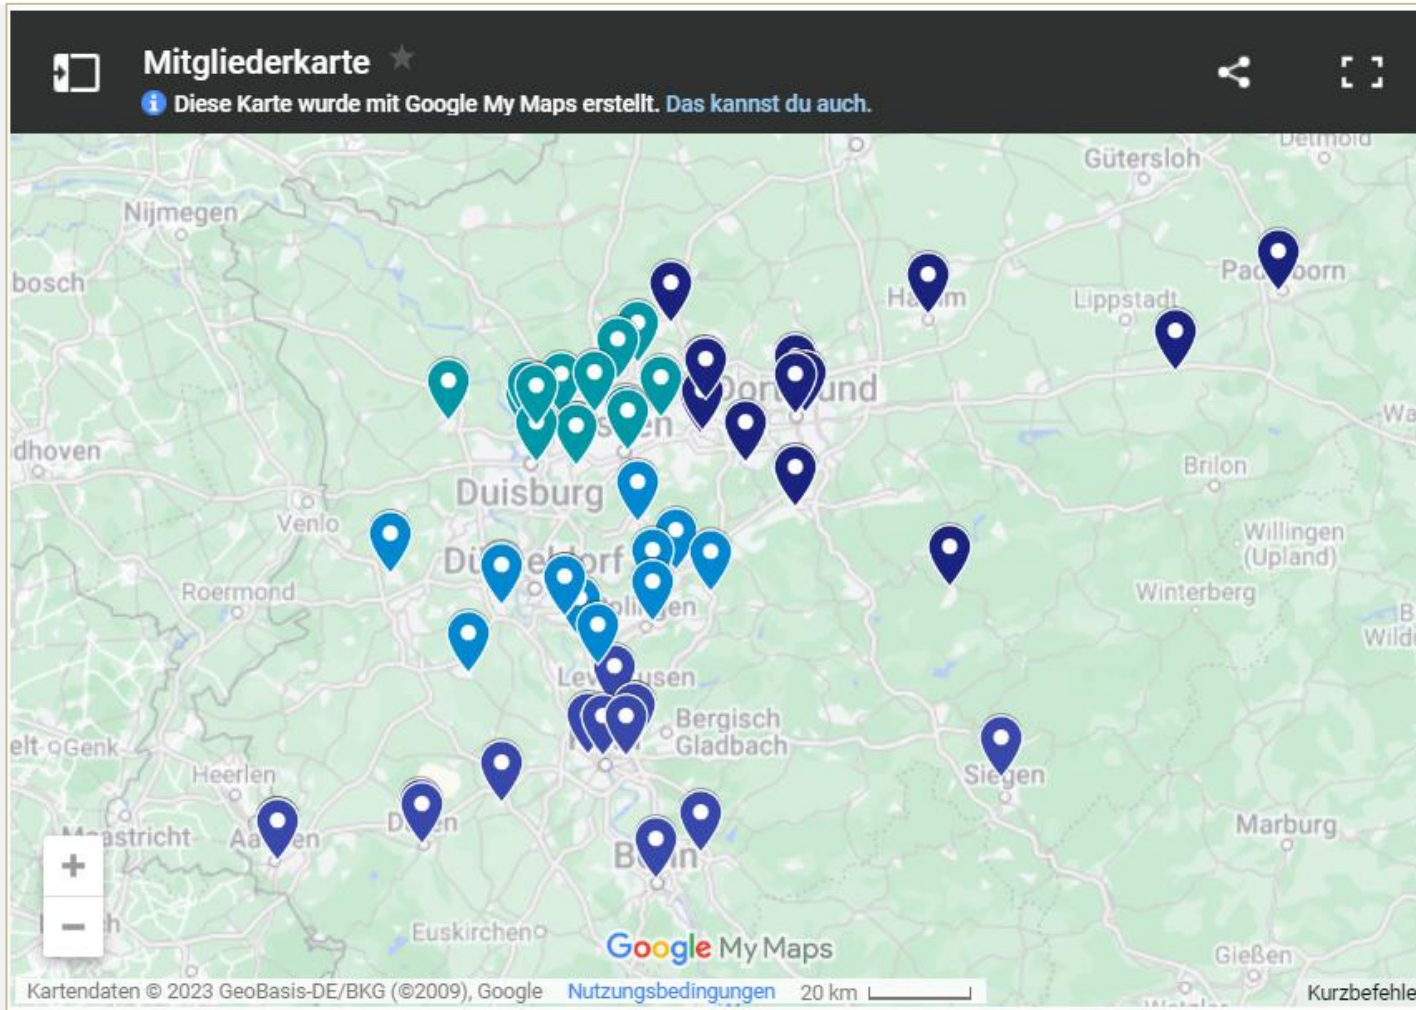 Mitgliederkarte
Diese Karte wurde mit Google My Maps erstellt. Das kannst du auch.
Detmold
Gütersloh
Nijmegen
bosch
Lippstadt
dhoven
Brilon
Duisburg
Venlo
Willingen
(Upland)
Roermond
Winterberg
Bergisch
Gladbach
elt Genk
Heerlen
Siegen
Marburg
Euskirchen
Google My Maps
Gießen
Kartendaten © 2023 GeoBasis-DE/BKG (©2009), Google Nutzungsbedingungen 20 km Kurzbefehle